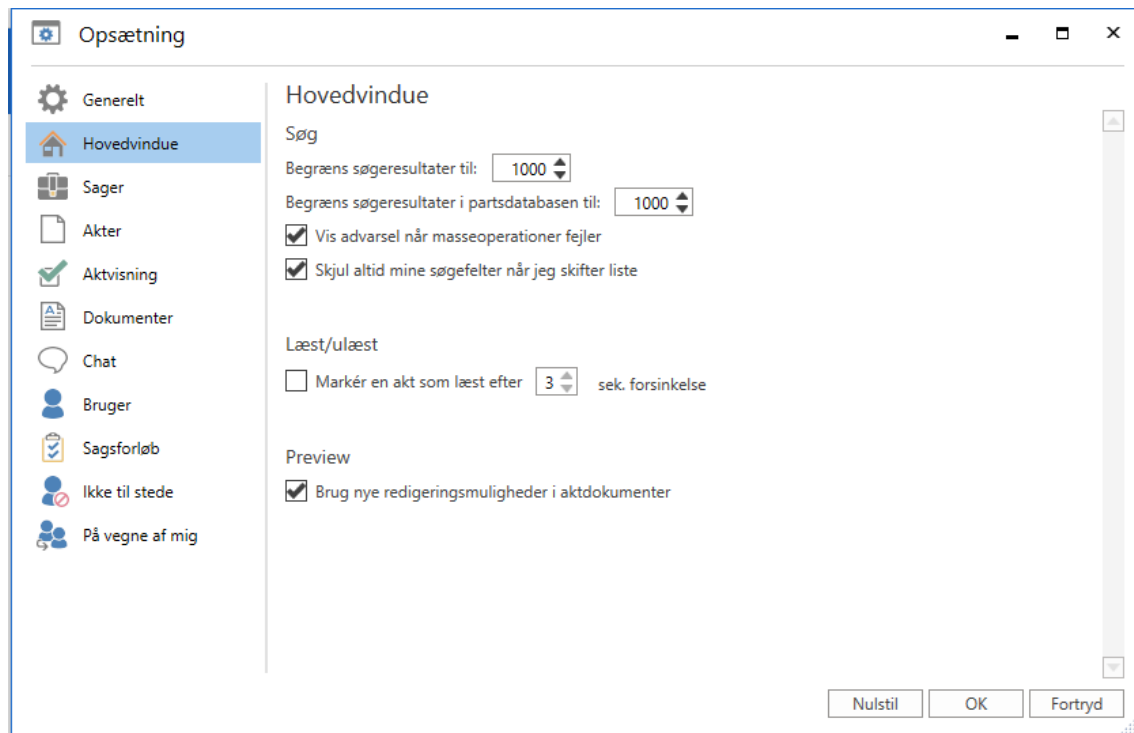 Opsætning
Generelt
Hovedvindue
Sager
Akter
Aktvisning
Dokumenter
Chat
Bruger
Sagsforløb
Ikke til stede
På vegne af mig
Hovedvindue
Søg
Begræns søgeresultater til: 1000
Begræns søgeresultater i partsdatabasen til: 1000
Vis advarsel når masseoperationer fejler
Skjul altid mine søgefelter når jeg skifter liste
Læst/ulæst
Markér en akt som læst efter 3 sek. forsinkelse
Preview
Brug nye redigeringsmuligheder i aktdokumenter
Nulstil OK Fortryd